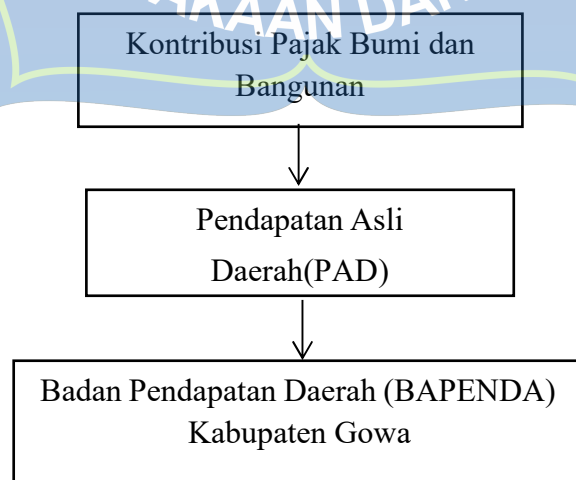 Kontribusi Pajak Bumi dan
Bangunan
Pendapatan Asli
Daerah(PAD)
Badan Pendapatan Daerah (BAPENDA)
Kabupaten Gowa